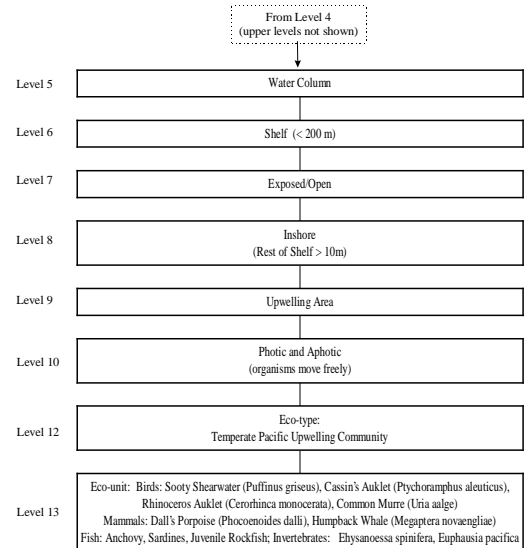 From Level 4
(upper levels not shown)
Level 5
Water Column
Level 6
Shelf (< 200 m)
Level 7
Exposed/Open
Level 8
Inshore
(Rest of Shelf > 10m)
Level 9
Upwelling Area
Level 10
Photic and Aphotic
(organisms move freely)
Level 12
Eco-type:
Temperate Pacific Upwelling Community
Level 13
Eco-unit: Birds: Sooty Shearwater (Puffinus griseus), Cassin's Auklet (Ptychoramphus aleuticus),
Rhinoceros Auklet (Cerorhinca monocerata), Common Murre (Uria aalge)
Mammals: Dall's Porpoise (Phocoenoides dalli), Humpback Whale (Megaptera novaengliae)
Fish: Anchovy, Sardines, Juvenile Rockfish; Invertebrates: Ehysanoessa spinifera, Euphausia pacifica